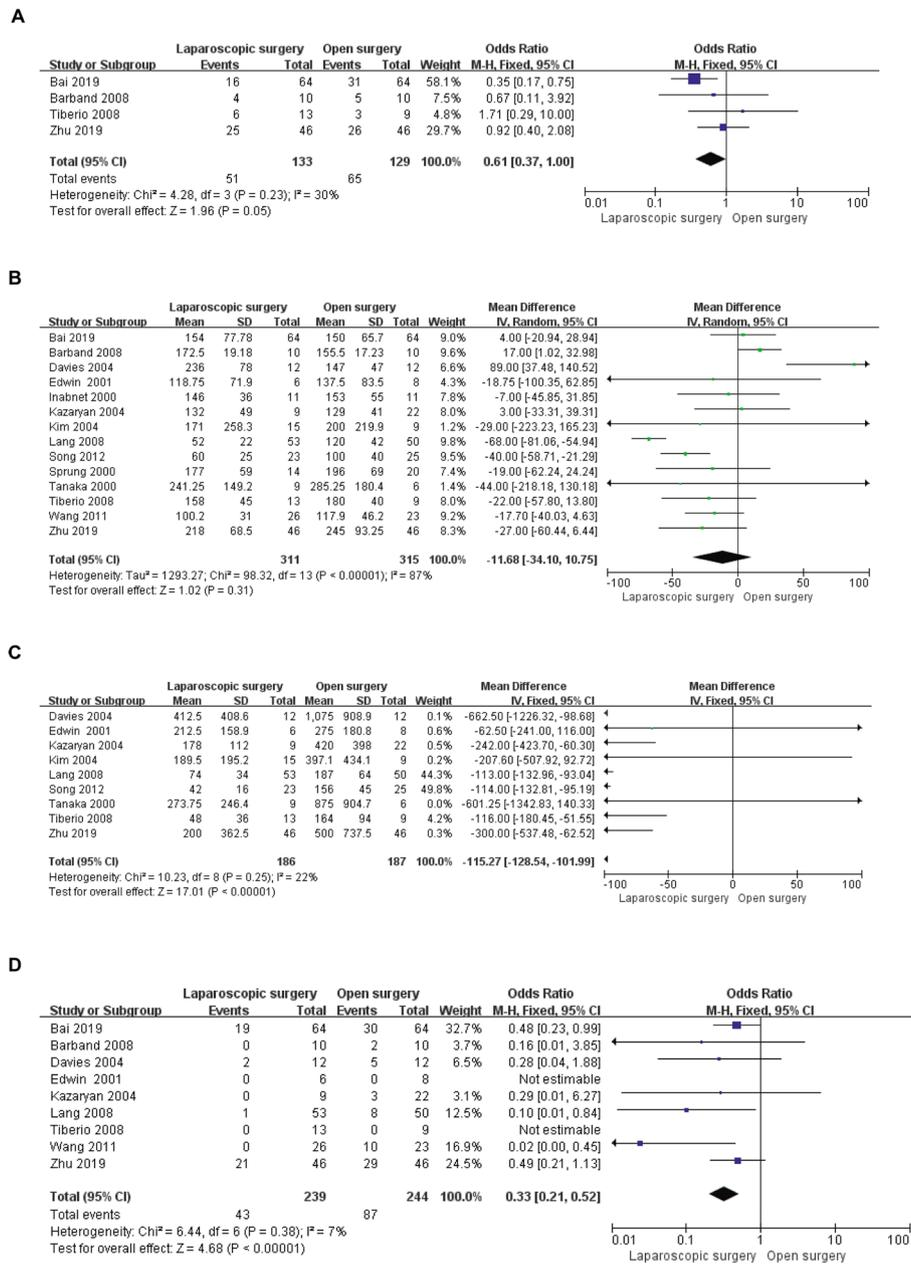 A
Laparoscopic surgery Open surgery Odds Ratio Odds Ratio
Study or Subgroup Events Total Events Total Weight M-H, Fixed, 95% CI M-H, Fixed, 95% CI
Bai 2019 16 64 31 64 58.1% 0.35 [0.17, 0.75]
Barband 2008 4 10 5 10 7.5% 0.67 [0.11, 3.92]
Tiberio 2008 6 13 3 9 4.8% 1.71 [0.29, 10.00]
Zhu 2019 25 46 26 46 29.7% 0.92 [0.40, 2.08]
Total (95% CI) 133 129 100.0% 0.61 [0.37, 1.00]
Total events 51 65
Heterogeneity: Chi² = 4.28, df = 3 (P = 0.23); I² = 30%
Test for overall effect: Z = 1.96 (P = 0.05)
0.01 0.1 1 10 100
Laparoscopic surgery Open surgery
B
Laparoscopic surgery Open surgery Mean Difference Mean Difference
Study or Subgroup Mean SD Total Mean SD Total Weight IV, Random, 95% CI IV, Random, 95% CI
Bai 2019 154 77.78 64 150 65.7 64 9.0% 4.00 [-20.94, 28.94]
Barband 2008 172.5 19.18 10 155.5 17.23 10 9.6% 17.00 [1.02, 32.98]
Davies 2004 236 78 12 147 47 12 6.6% 89.00 [37.48, 140.52]
Edwin 2001 118.75 71.9 6 137.5 83.5 8 4.3% -18.75 [-100.35, 62.85]
Inabnet 2000 146 36 11 153 55 11 7.8% -7.00 [-45.85, 31.85]
Kazaryan 2004 132 49 9 129 41 22 8.0% 3.00 [-33.31, 39.31]
Kim 2004 171 258.3 15 200 219.9 9 1.2% -29.00 [-223.23, 165.23]
Lang 2008 52 22 53 120 42 50 9.8% -68.00 [-81.06, -54.94]
Song 2012 60 25 23 100 40 25 9.5% -40.00 [-58.71, -21.29]
Sprung 2000 177 59 14 196 69 20 7.4% -19.00 [-62.24, 24.24]
Tanaka 2000 241.25 149.2 9 285.25 180.4 6 1.4% -44.00 [-218.18, 130.18]
Tiberio 2008 158 45 13 180 40 9 8.1% -22.00 [-57.80, 13.80]
Wang 2011 100.2 31 26 117.9 46.2 23 9.2% -17.70 [-40.03, 4.63]
Zhu 2019 218 68.5 46 245 93.25 46 8.3% -27.00 [-60.44, 6.44]
Total (95% CI) 311 315 100.0% -11.68 [-34.10, 10.75]
Heterogeneity: Tau² = 1293.27; Chi² = 98.32, df = 13 (P < 0.00001); I² = 87%
Test for overall effect: Z = 1.02 (P = 0.31)
-100 -50 0 50 100
Laparoscopic surgery Open surgery
C
Laparoscopic surgery Open surgery Mean Difference Mean Difference
Study or Subgroup Mean SD Total Mean SD Total Weight IV, Fixed, 95% CI IV, Fixed, 95% CI
Davies 2004 412.5 408.6 12 1,075 908.9 12 0.1% -662.50 [-1226.32, -98.68]
Edwin 2001 212.5 158.9 6 275 180.8 8 0.6% -62.50 [-241.00, 116.00]
Kazaryan 2004 178 112 9 420 398 22 0.5% -242.00 [-423.70, -60.30]
Kim 2004 189.5 195.2 15 397.1 434.1 9 0.2% -207.60 [-507.92, 92.72]
Lang 2008 74 34 53 187 64 50 44.3% -113.00 [-132.96, -93.04]
Song 2012 42 16 23 156 45 25 49.8% -114.00 [-132.81, -95.19]
Tanaka 2000 273.75 246.4 9 875 904.7 6 0.0% -601.25 [-1342.83, 140.33]
Tiberio 2008 48 36 13 164 94 9 4.2% -116.00 [-180.45, -51.55]
Zhu 2019 200 362.5 46 500 737.5 46 0.3% -300.00 [-537.48, -62.52]
Total (95% CI) 186 187 100.0% -115.27 [-128.54, -101.99]
Heterogeneity: Chi² = 10.23, df = 8 (P = 0.25); I² = 22%
Test for overall effect: Z = 17.01 (P < 0.00001)
-100 -50 0 50 100
Laparoscopic surgery Open surgery
D
Laparoscopic surgery Open surgery Odds Ratio Odds Ratio
Study or Subgroup Events Total Events Total Weight M-H, Fixed, 95% CI M-H, Fixed, 95% CI
Bai 2019 19 64 30 64 32.7% 0.48 [0.23, 0.99]
Barband 2008 0 10 2 10 3.7% 0.16 [0.01, 3.85]
Davies 2004 2 12 5 12 6.6% 0.28 [0.04, 1.88]
Edwin 2001 0 6 0 8 Not estimable
Kazaryan 2004 0 9 3 22 3.1% 0.29 [0.01, 6.27]
Lang 2008 1 53 8 50 12.5% 0.10 [0.01, 0.84]
Tiberio 2008 0 13 0 9 Not estimable
Wang 2011 0 26 10 23 16.9% 0.02 [0.00, 0.45]
Zhu 2019 21 46 29 46 24.5% 0.49 [0.21, 1.13]
Total (95% CI) 239 244 100.0% 0.33 [0.21, 0.52]
Total events 43 87
Heterogeneity: Chi² = 6.44, df = 6 (P = 0.38); I² = 7%
Test for overall effect: Z = 4.68 (P < 0.00001)
0.01 0.1 1 10 100
Laparoscopic surgery Open surgery